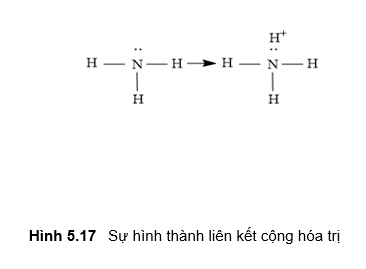 H⁺
H — N — H → H — N — H
H H
Hình 5.17 Sự hình thành liên kết cộng hóa trị